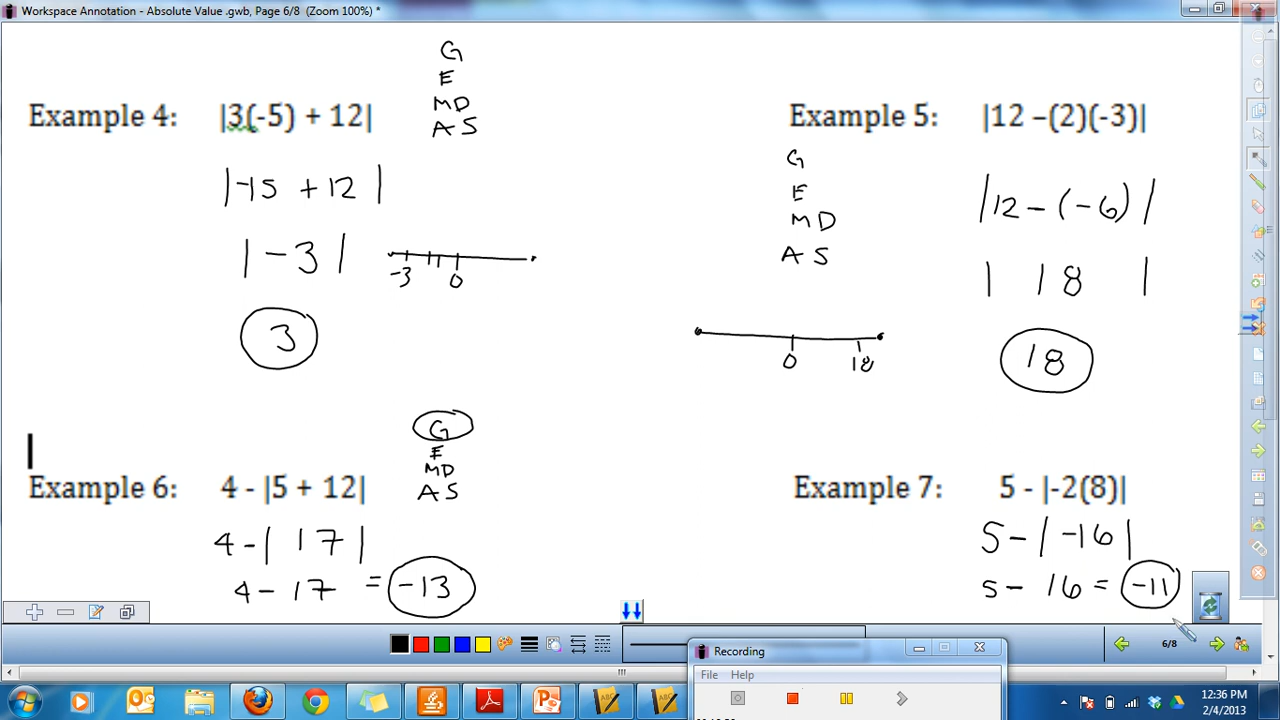 Workspace Annotation - Absolute Value .gwb, Page 6/8 (Zoom 100%) *
G
E
MD
AS
Example 4: |3(-5) + 12|
|-15 + 12|
|-3|
-3 0
3
Example 5: |12 –(2)(-3)|
G
E
MD
AS
|12 - (-6)|
| 18 |
0 18
18
G
E
MD
AS
Example 6: 4 - |5 + 12|
4 - | 17 |
4 - 17 = -13
Example 7: 5 - |-2(8)|
5 - | -16 |
5 - 16 = -11
6/8
Recording
File Help
12:36 PM
2/4/2013